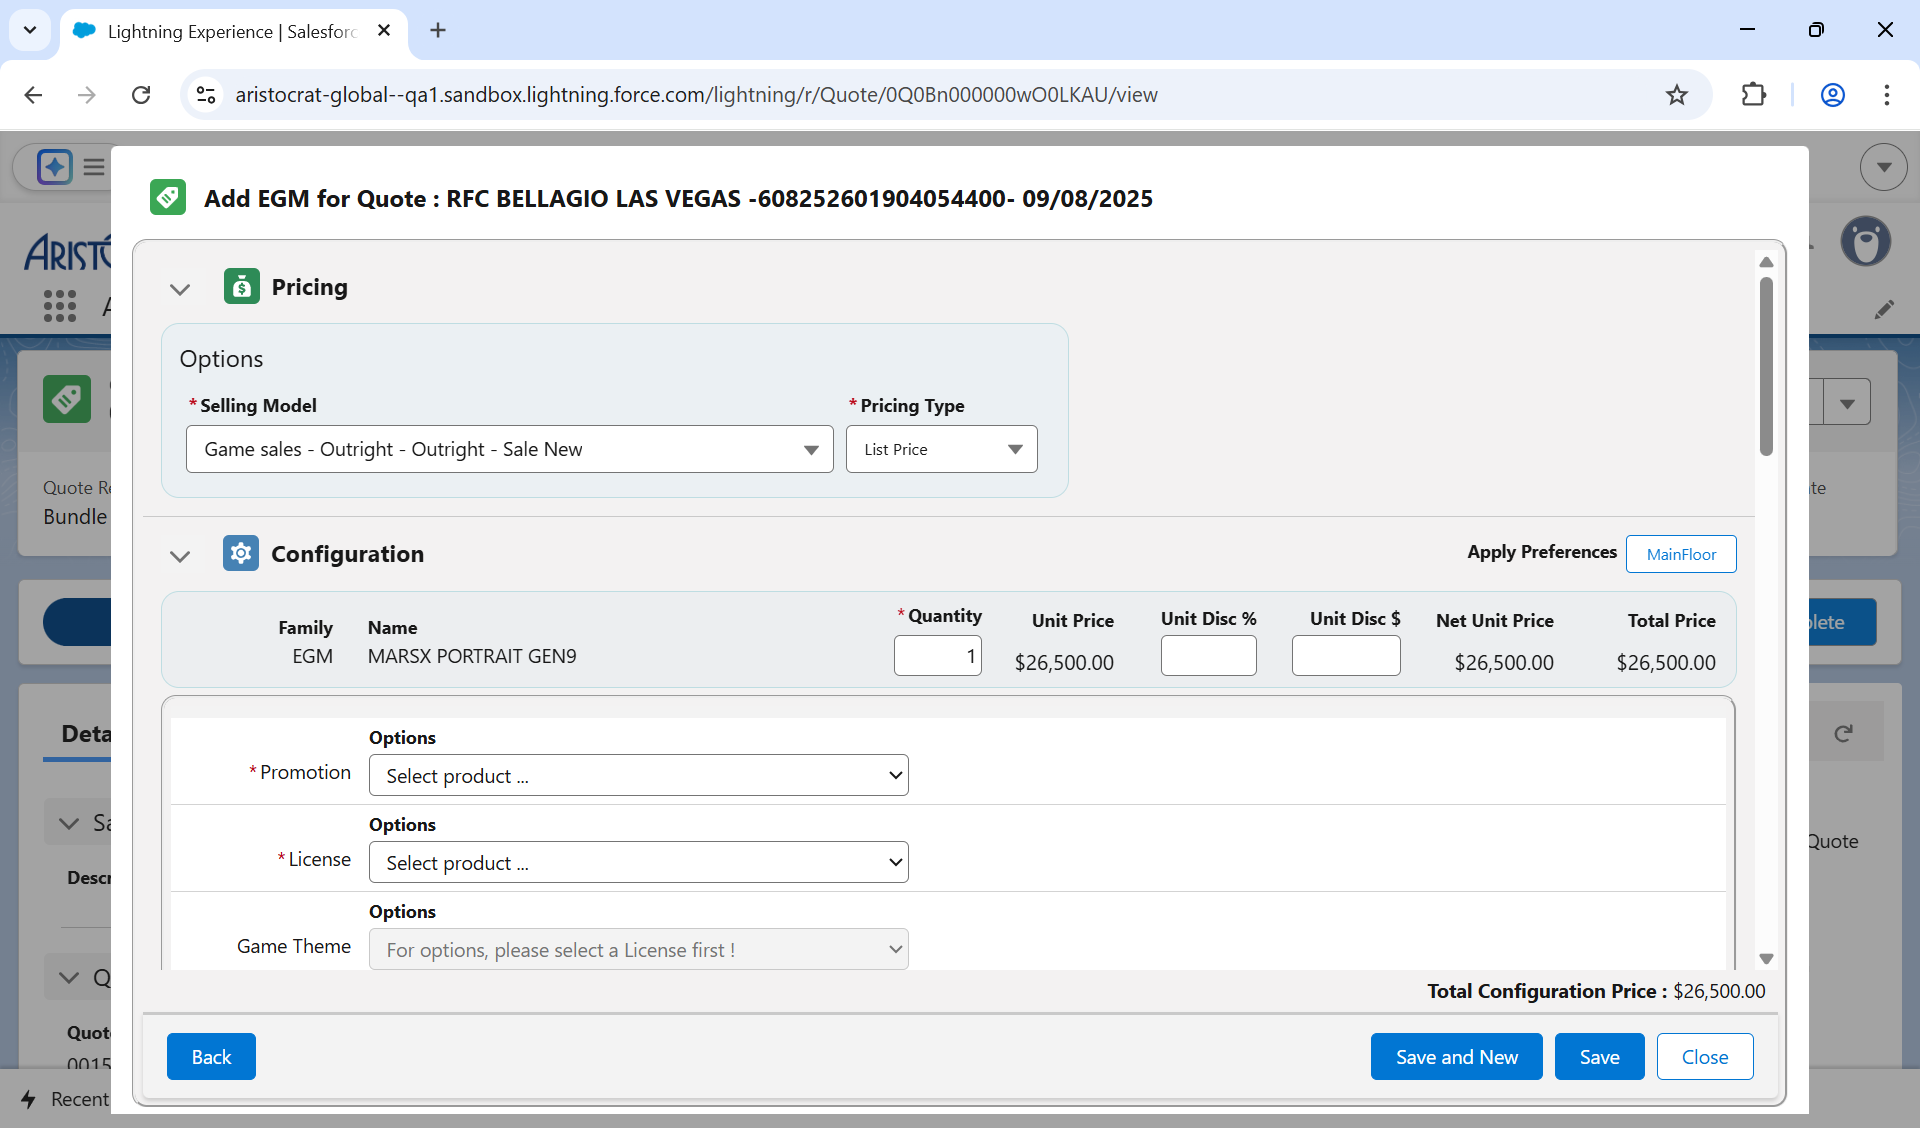 Lightning Experience | Salesforc
aristocrat-global--qa1.sandbox.lightning.force.com/lightning/r/Quote/0Q0Bn000000wO0LKAU/view
Add EGM for Quote : RFC BELLAGIO LAS VEGAS -608252601904054400- 09/08/2025
Pricing
Options
*Selling Model
*Pricing Type
Game sales - Outright - Outright - Sale New
List Price
Configuration
Apply Preferences
MainFloor
Family
Name
*Quantity
Unit Price
Unit Disc %
Unit Disc $
Net Unit Price
Total Price
EGM
MARSX PORTRAIT GEN9
1
$26,500.00
$26,500.00
$26,500.00
Options
*Promotion
Select product ...
Options
*License
Select product ...
Options
Game Theme
For options, please select a License first !
Total Configuration Price : $26,500.00
Back
Save and New
Save
Close
ARISTO
A
Quote Re
Bundle
te
lete
Deta
Sa
Descr
Quote
Q
Quot
0015
Recent